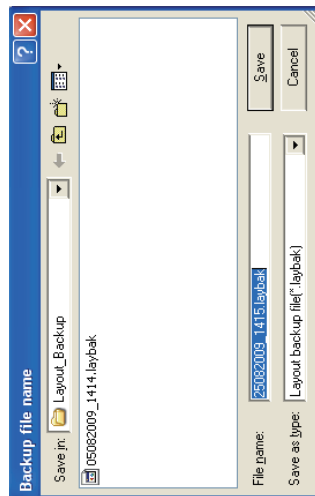 Backup file name
Save in: Layout_Backup
05082009_1414.laybak
File name: 25082009_1415.laybak Save
Save as type: Layout backup file(*.laybak) Cancel